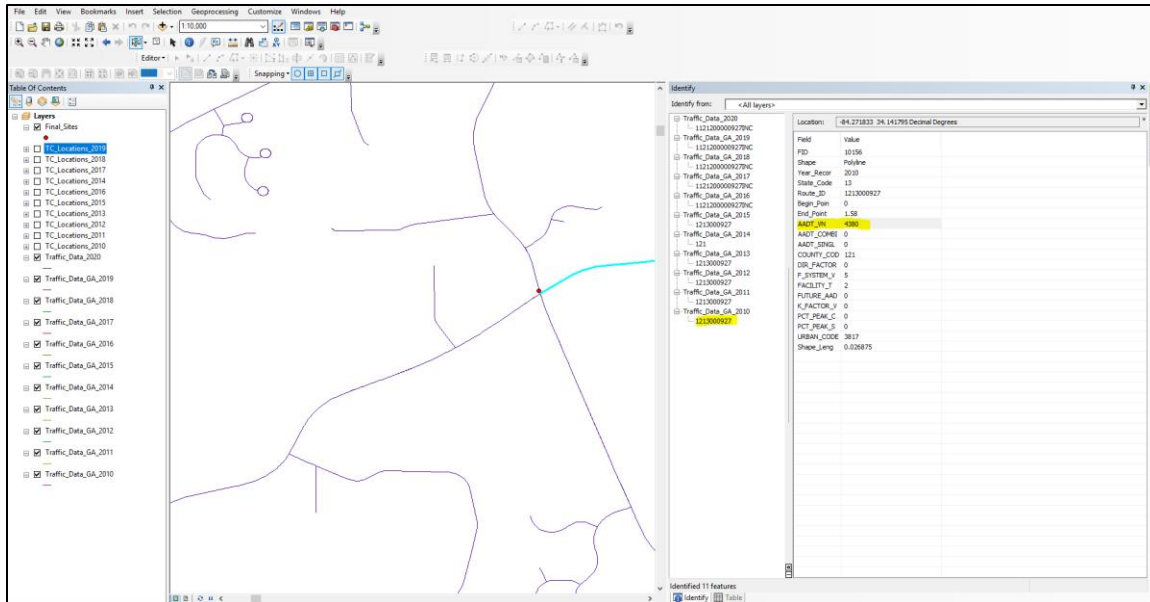 File Edit View Bookmarks Insert Selection Geoprocessing Customize Windows Help
1:10,000
Editor
Snapping
Table Of Contents
Layers
Final_Sites
TC_Locations_2019
TC_Locations_2018
TC_Locations_2017
TC_Locations_2014
TC_Locations_2016
TC_Locations_2015
TC_Locations_2013
TC_Locations_2012
TC_Locations_2011
TC_Locations_2010
Traffic_Data_2020
Traffic_Data_GA_2019
Traffic_Data_GA_2018
Traffic_Data_GA_2017
Traffic_Data_GA_2016
Traffic_Data_GA_2015
Traffic_Data_GA_2014
Traffic_Data_GA_2013
Traffic_Data_GA_2012
Traffic_Data_GA_2011
Traffic_Data_GA_2010
Identify
Identify from: <All layers>
Traffic_Data_2020
1121200000927INC
Traffic_Data_GA_2019
1121200000927INC
Traffic_Data_GA_2018
1121200000927INC
Traffic_Data_GA_2017
1121200000927INC
Traffic_Data_GA_2016
1121200000927INC
Traffic_Data_GA_2015
1213000927
Traffic_Data_GA_2014
121
Traffic_Data_GA_2013
1213000927
Traffic_Data_GA_2012
1213000927
Traffic_Data_GA_2011
1213000927
Traffic_Data_GA_2010
1213000927
Location: -84.271833 34.141795 Decimal Degrees
Field Value
FID 10156
Shape Polyline
Year_Recor 2010
State_Code 13
Route_ID 1213000927
Begin_Poin 0
End_Point 1.58
AADT_VN 4380
AADT_COMBI 0
AADT_SINGL 0
COUNTY_COD 121
DIR_FACTOR 0
F_SYSTEM_V 5
FACILITY_T 2
FUTURE_AAD 0
K_FACTOR_V 0
PCT_PEAK_C 0
PCT_PEAK_S 0
URBAN_CODE 3817
Shape_Leng 0.026875
Identified 11 features
Identify Table